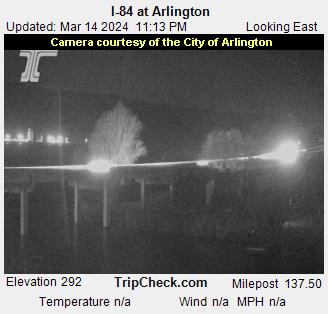 I-84 at Arlington
Updated: Mar 14 2024 11:13 PM Looking East
Camera courtesy of the City of Arlington
Elevation 292 TripCheck.com Milepost 137.50
Temperature n/a Wind n/a MPH n/a